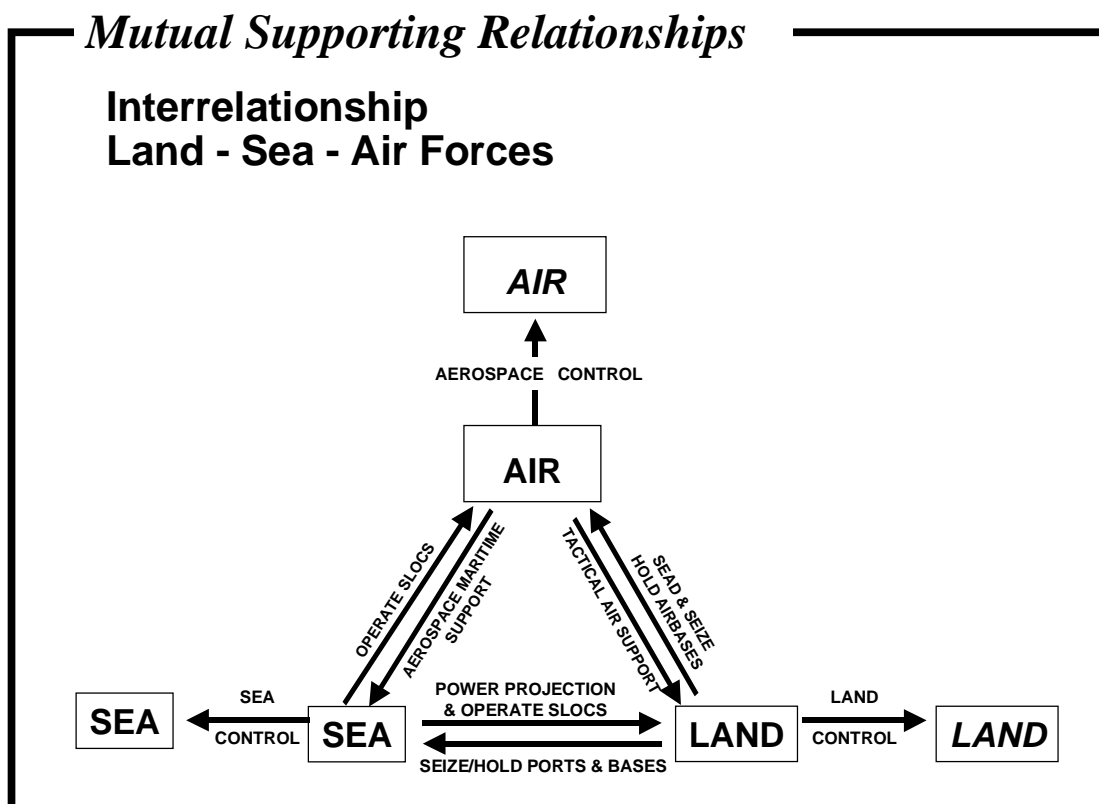 Mutual Supporting Relationships
Interrelationship
Land - Sea - Air Forces
AIR
AEROSPACE CONTROL
AIR
OPERATE SLOCS
AEROSPACE MARITIME
SUPPORT
TACTICAL AIR SUPPORT
SEAD & SEIZE
HOLD AIRBASES
SEA
SEA
CONTROL
SEA
POWER PROJECTION
& OPERATE SLOCS
SEIZE/HOLD PORTS & BASES
LAND
LAND
CONTROL
LAND